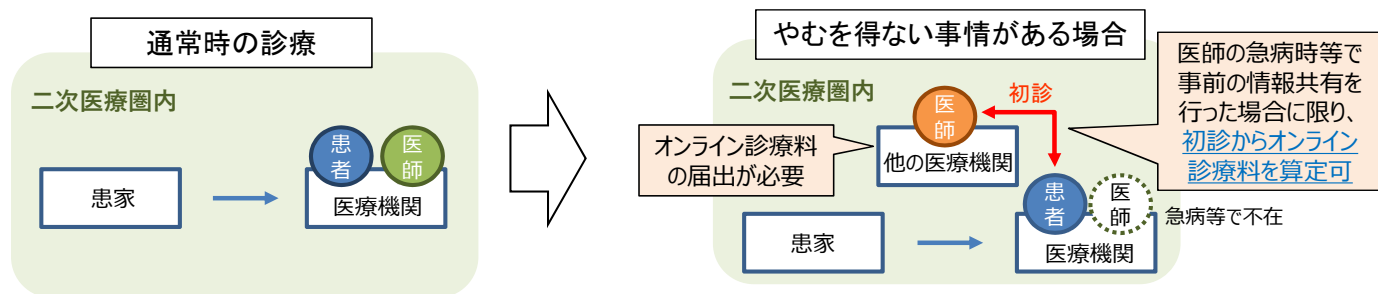 通常時の診療
二次医療圏内
患家
患者
医師
医療機関
やむを得ない事情がある場合
二次医療圏内
オンライン診療料
の届出が必要
医師
他の医療機関
初診
医師の急病時等で
事前の情報共有を
行った場合に限り、
初診からオンライン
診療料を算定可
患家
患者
医師
急病等で不在
医療機関